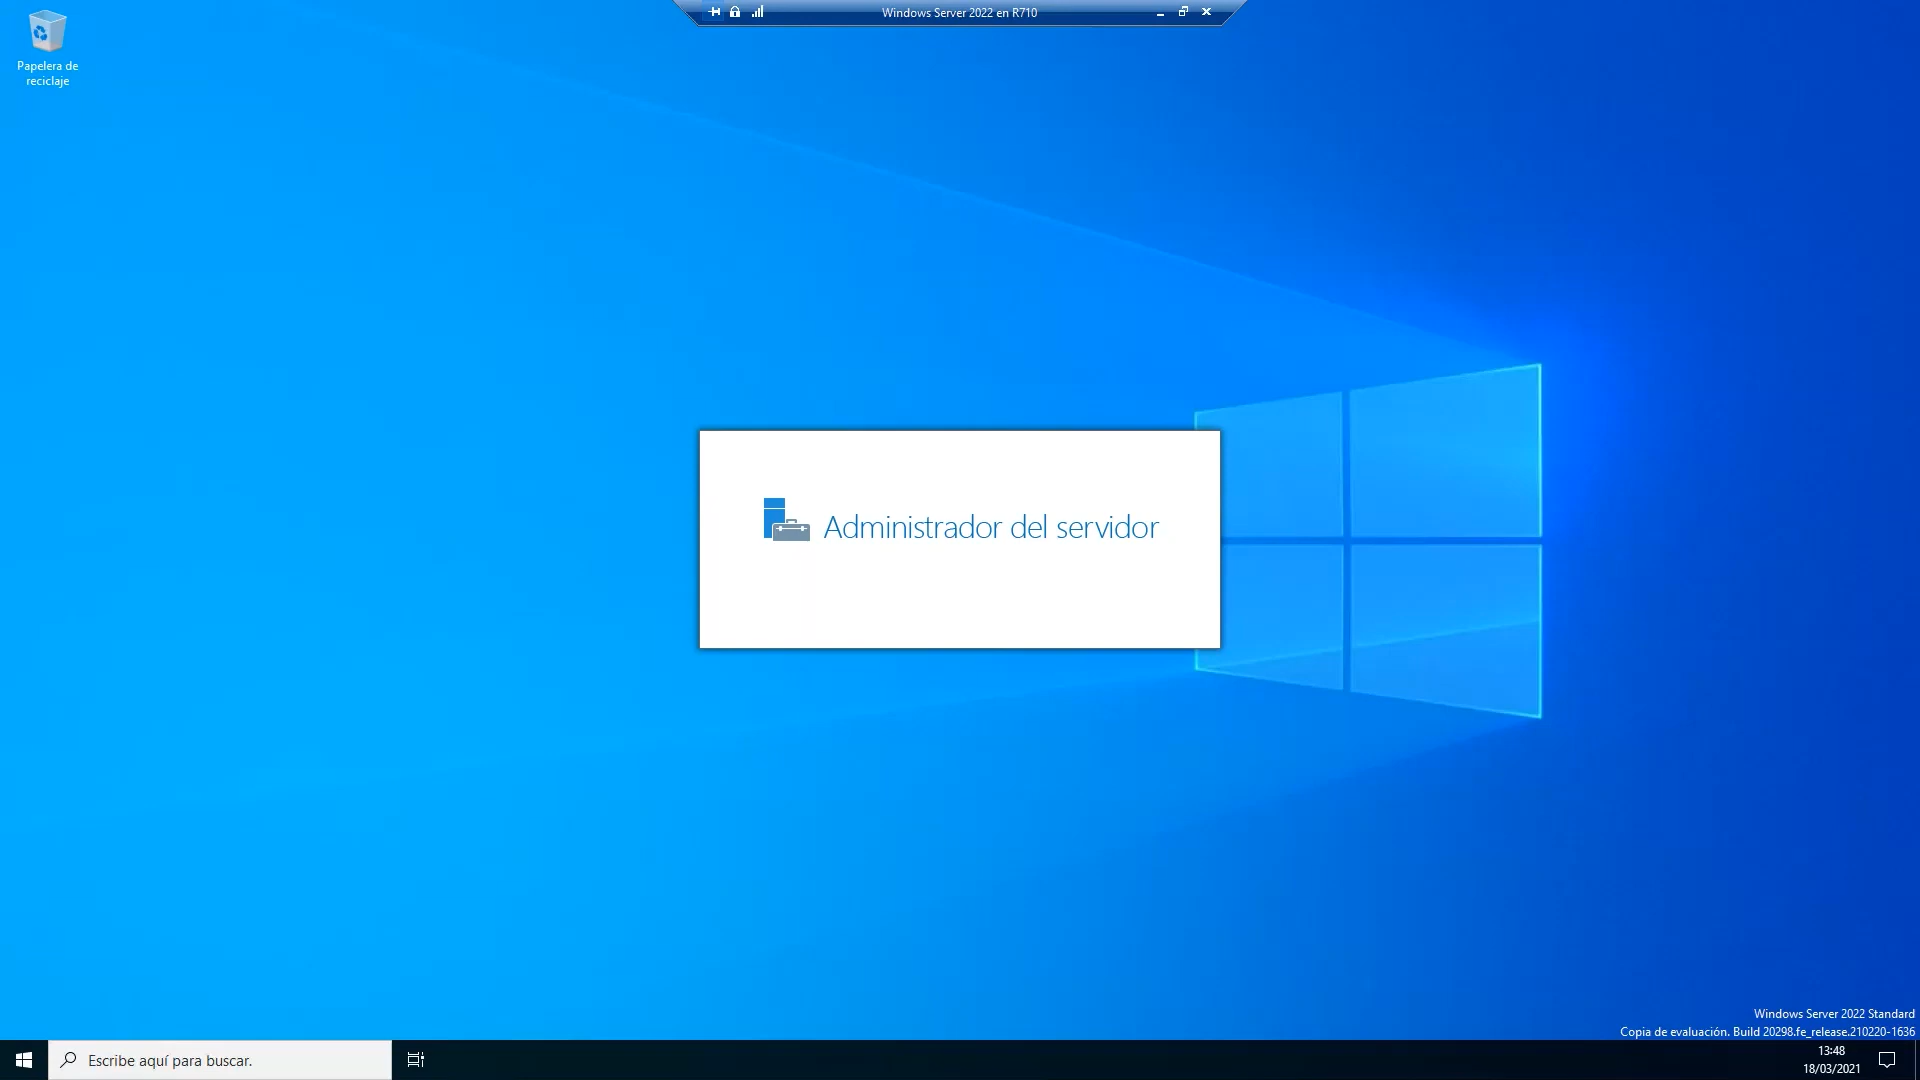 Windows Server 2022 en R710
Papelera de
reciclaje
Administrador del servidor
Windows Server 2022 Standard
Copia de evaluación. Build 20298.fe_release.210220-1636
Escribe aquí para buscar.
13:48
18/03/2021